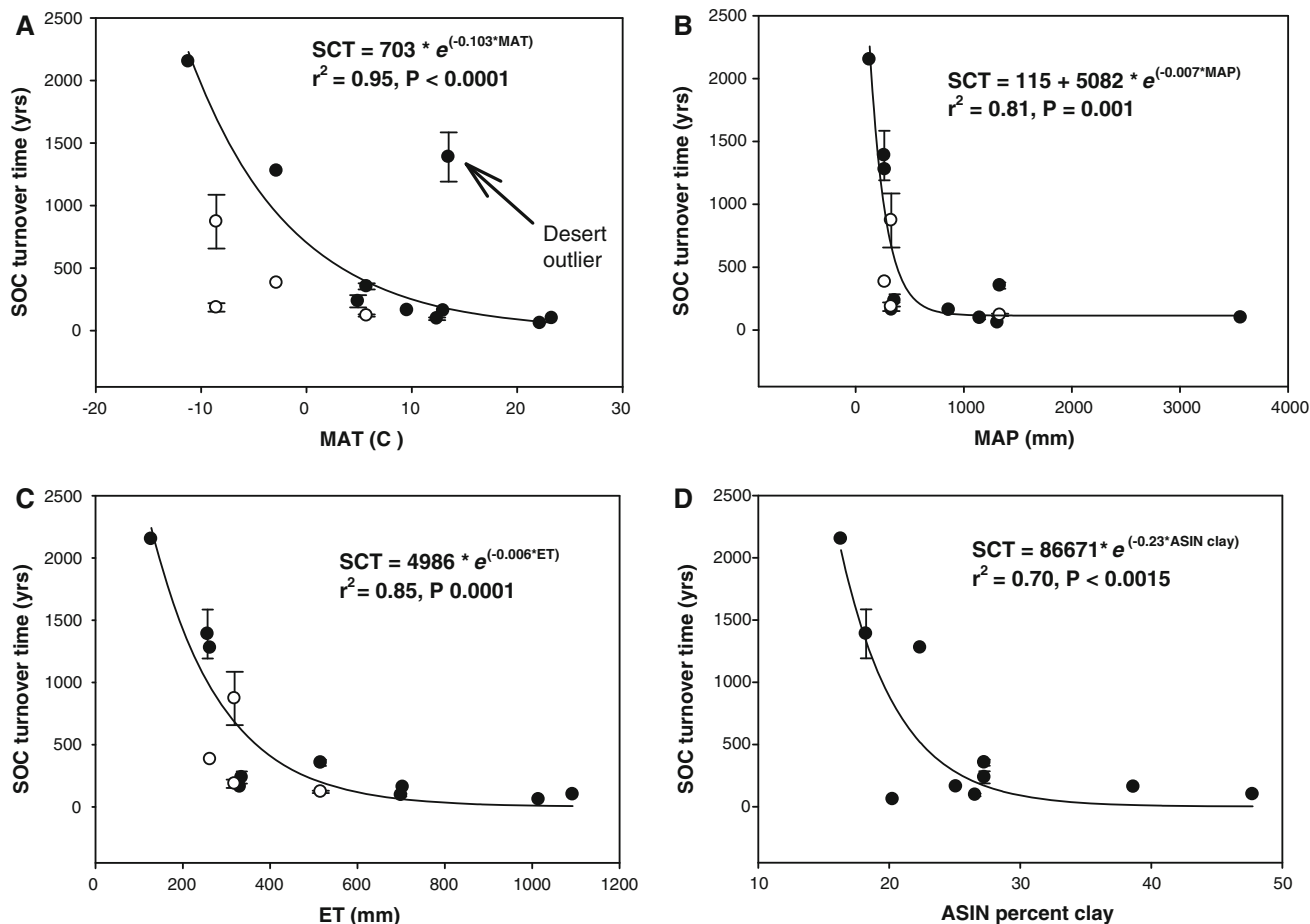 A
SCT = 703 * e(-0.103*MAT)
r2 = 0.95, P < 0.0001
Desert
outlier
SOC turnover time (yrs)
2500
2000
1500
1000
500
0
-20
-10
0
10
20
30
MAT (C )
B
SCT = 115 + 5082 * e(-0.007*MAP)
r2 = 0.81, P = 0.001
SOC turnover time (yrs)
2500
2000
1500
1000
500
0
0
1000
2000
3000
4000
MAP (mm)
C
SCT = 4986 * e(-0.006*ET)
r2 = 0.85, P 0.0001
SOC turnover time (yrs)
2500
2000
1500
1000
500
0
0
200
400
600
800
1000
1200
ET (mm)
D
SCT = 86671* e(-0.23*ASIN clay)
r2 = 0.70, P < 0.0015
SOC turnover time (yrs)
2500
2000
1500
1000
500
0
10
20
30
40
50
ASIN percent clay